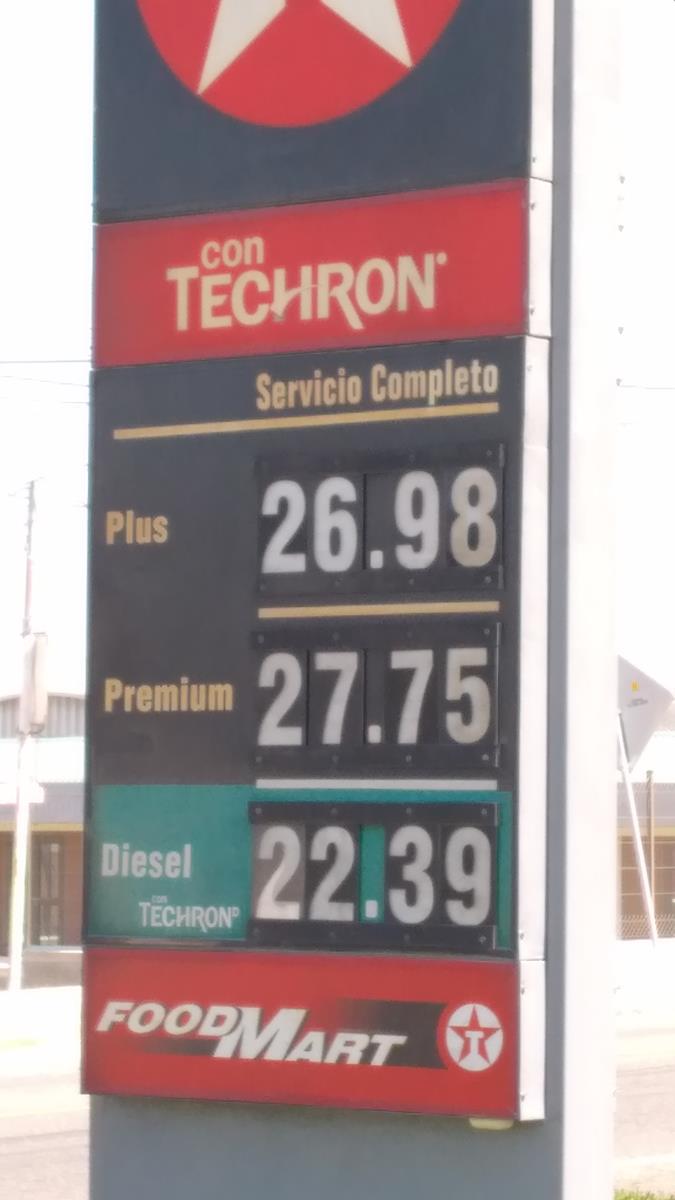 con
TECHRON
Servicio Completo
Plus 26.98
Premium 27.75
Diesel 22.39
con
TECHRON
FOODMART T